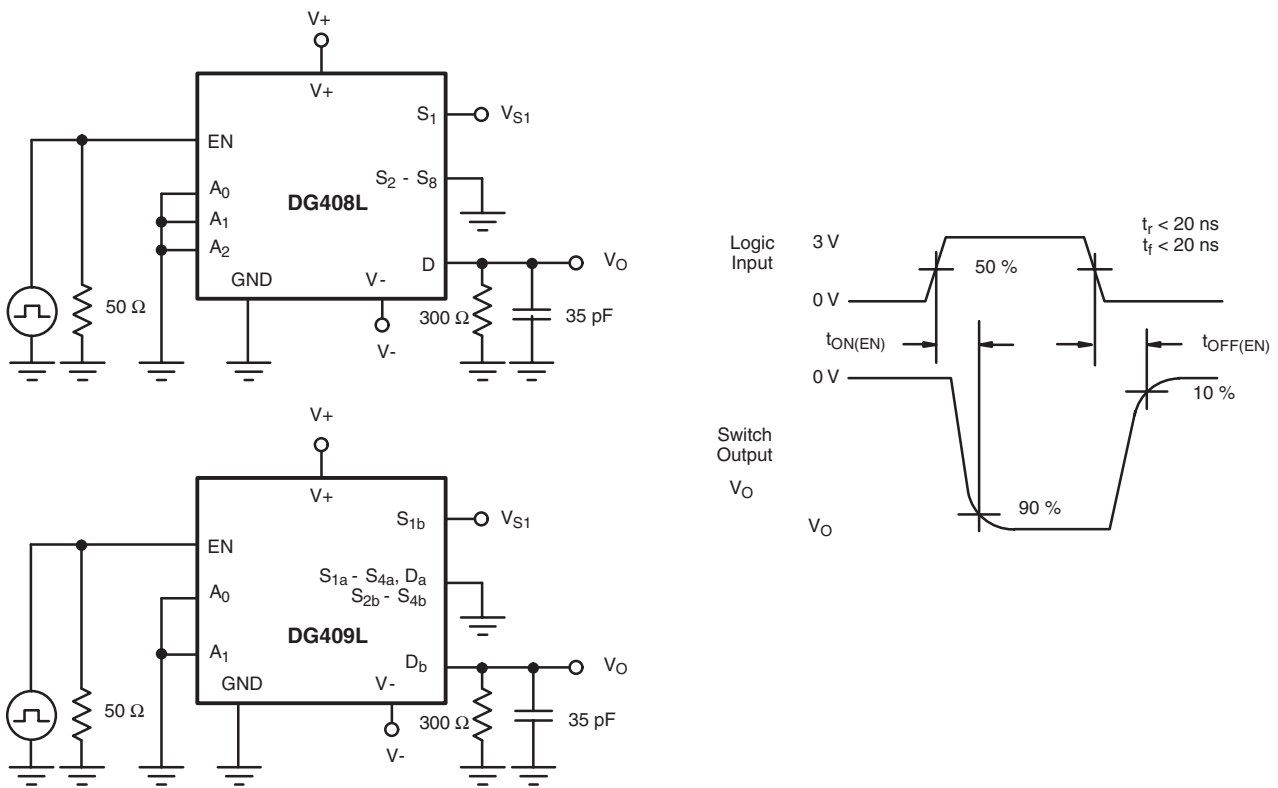 V+
V+
EN
S1
VS1
A0
S2 - S8
DG408L
A1
A2
D
VO
GND
V-
50 Ω
300 Ω
35 pF
V-
V+
V+
EN
S1b
VS1
A0
S1a - S4a, Da
S2b - S4b
DG409L
A1
Db
VO
GND
V-
50 Ω
300 Ω
35 pF
V-
Logic
Input
3 V
50 %
0 V
tr < 20 ns
tf < 20 ns
tON(EN)
tOFF(EN)
0 V
10 %
Switch
Output
VO
90 %
VO